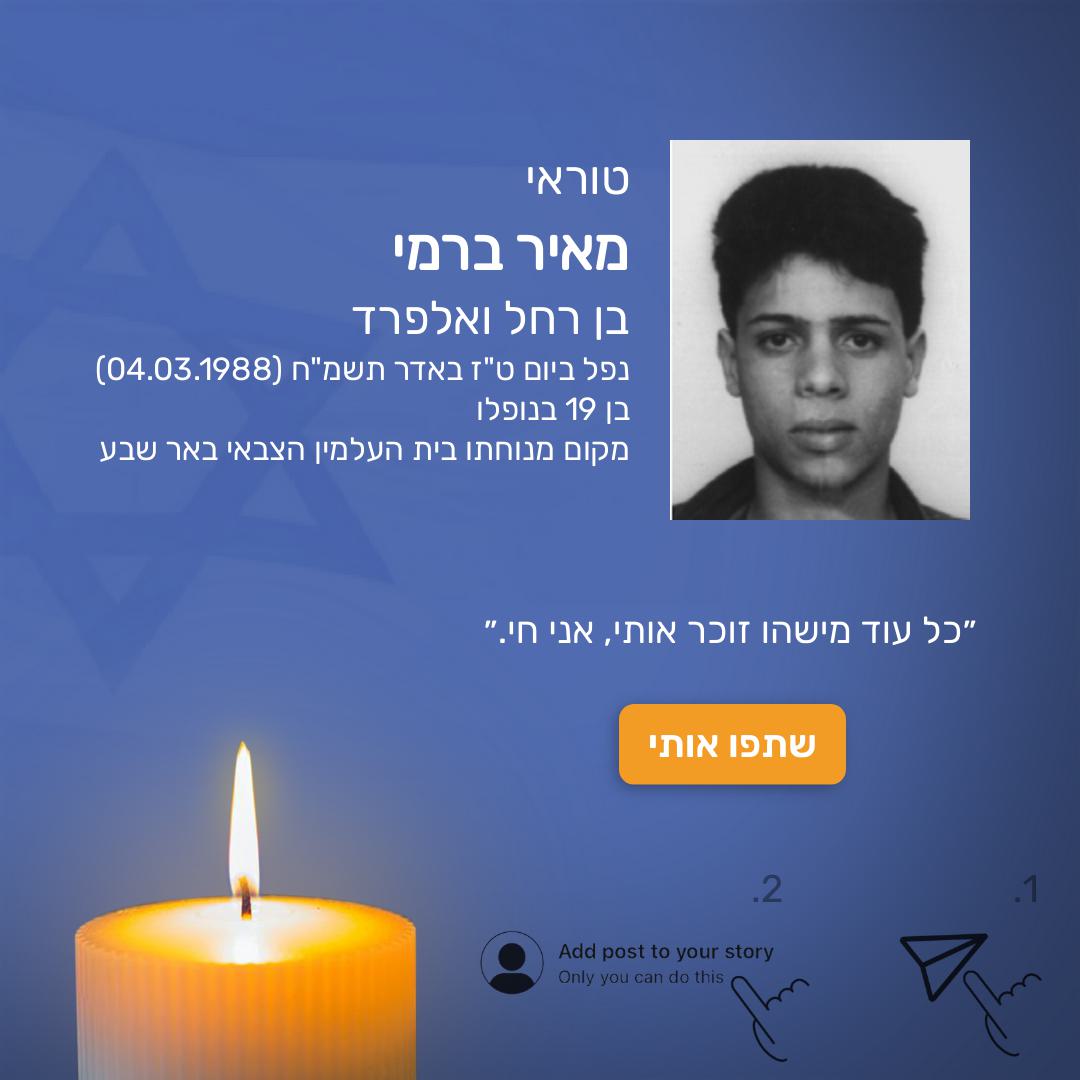 טוראי
מאיר ברמי
בן רחל ואלפרד
נפל ביום ט"ז באדר תשמ"ח (04.03.1988)
בן 19 בנופלו
מקום מנוחתו בית העלמין הצבאי באר שבע
״כל עוד מישהו זוכר אותי, אני חי.״
שתפו אותי
.1
.2
Add post to your story
Only you can do this